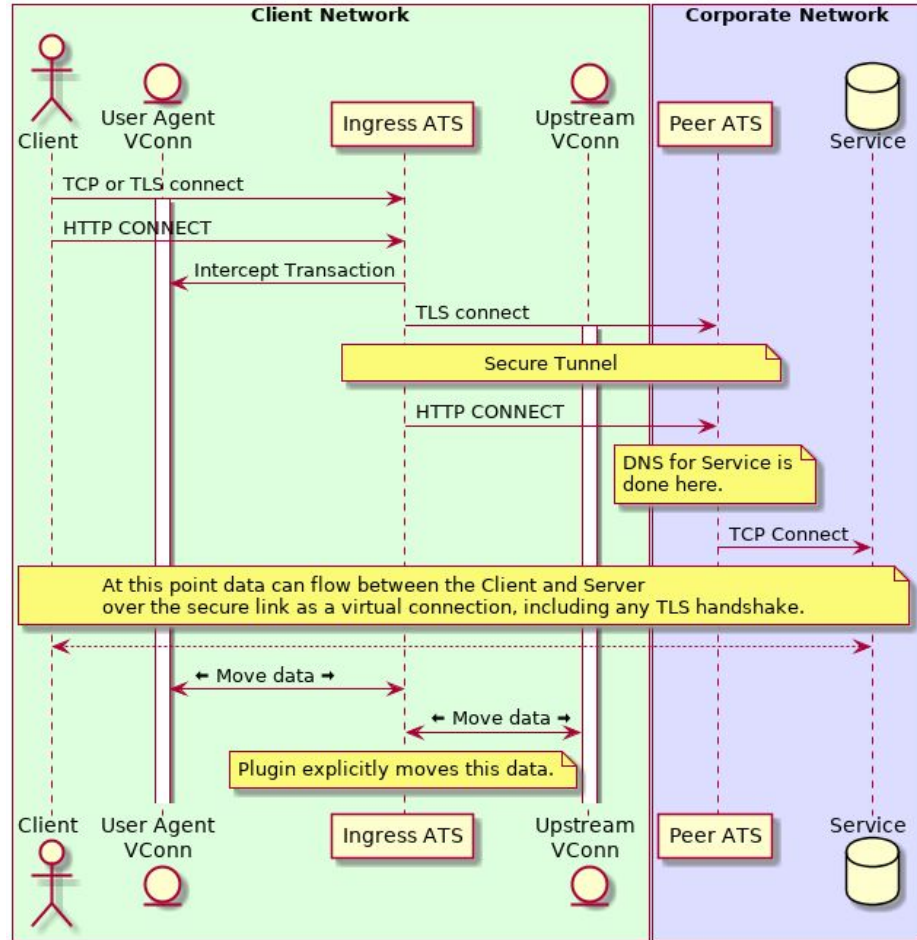 Client Network
Corporate Network
Client
User Agent
VConn
Ingress ATS
Upstream
VConn
Peer ATS
Service
TCP or TLS connect
HTTP CONNECT
Intercept Transaction
TLS connect
Secure Tunnel
HTTP CONNECT
DNS for Service is
done here.
TCP Connect
At this point data can flow between the Client and Server
over the secure link as a virtual connection, including any TLS handshake.
⬅ Move data ➡
⬅ Move data ➡
Plugin explicitly moves this data.
Client
User Agent
VConn
Ingress ATS
Upstream
VConn
Peer ATS
Service